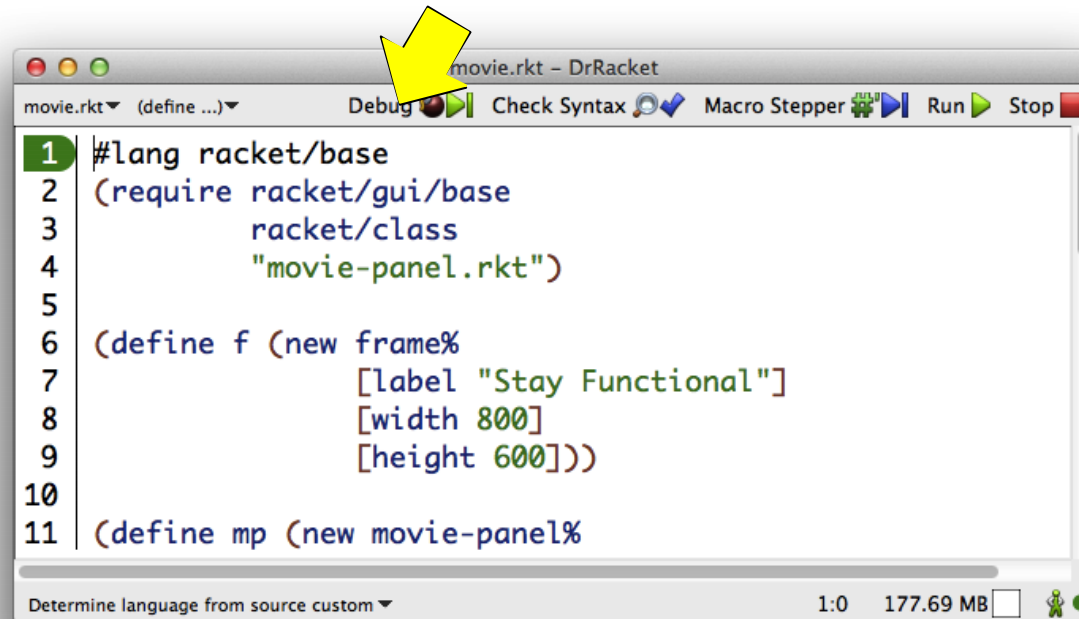 movie.rkt – DrRacket
movie.rkt (define ...) Debug Check Syntax Macro Stepper Run Stop
1 #lang racket/base
2 (require racket/gui/base
3 racket/class
4 "movie-panel.rkt")
5
6 (define f (new frame%
7 [label "Stay Functional"]
8 [width 800]
9 [height 600]))
10
11 (define mp (new movie-panel%
Determine language from source custom 1:0 177.69 MB